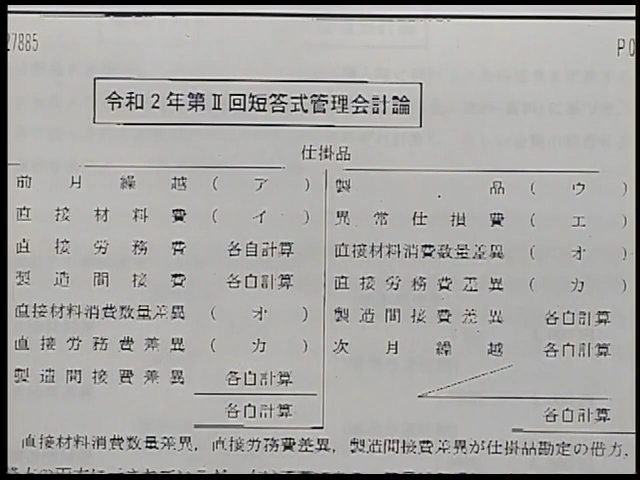 27885
P0
令和2年第Ⅱ回短答式管理会計論
仕掛品
前月繰越 ( ア ) 製品 ( ウ )
直接材料費 ( イ ) 異常仕損費 ( エ )
直接労務費 各自計算 直接材料消費数量差異 ( オ )
製造間接費 各自計算 直接労務費差異 ( カ )
直接材料消費数量差異 ( オ ) 製造間接費差異 各自計算
直接労務費差異 ( カ ) 次月繰越 各自計算
製造間接費差異 各自計算
各自計算 各自計算
直接材料消費数量差異，直接労務費差異，製造間接費差異が仕掛品勘定の借方，